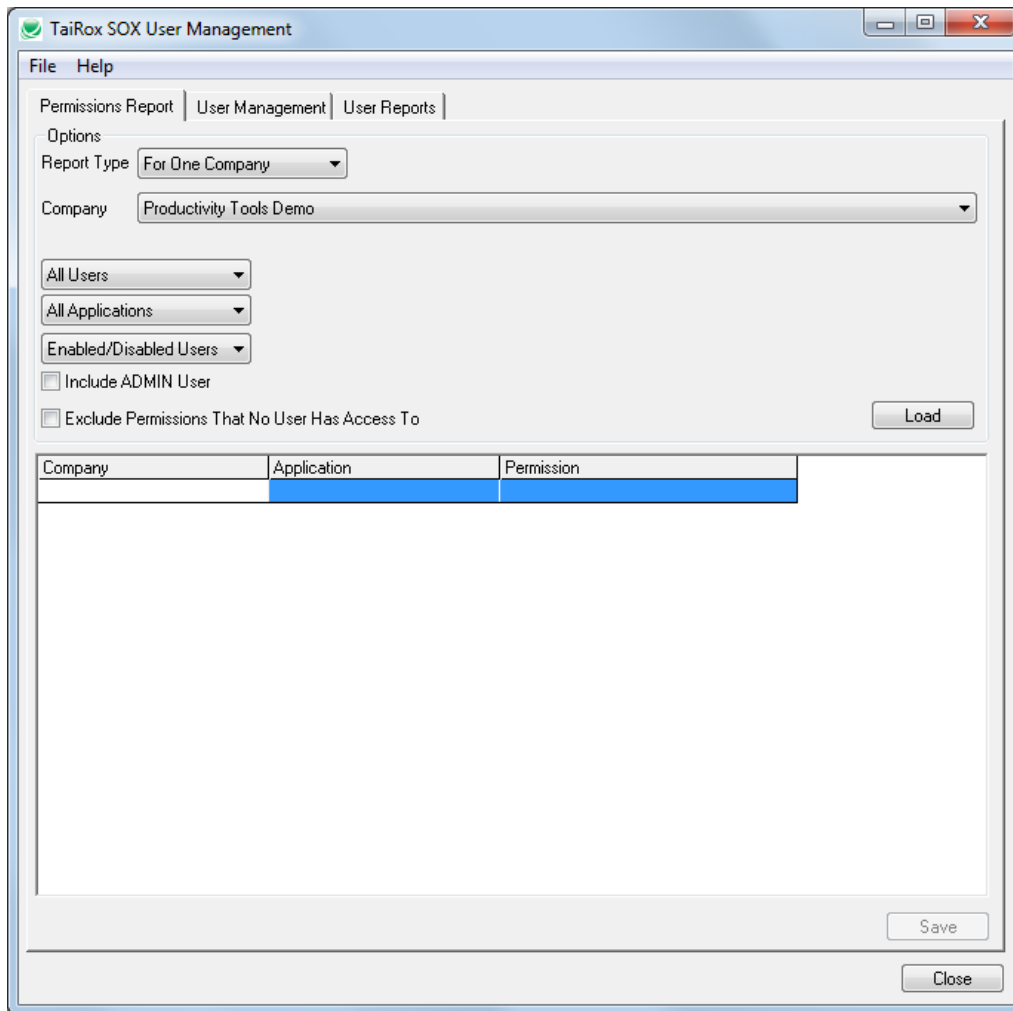 TaiRox SOX User Management
File Help
Permissions Report User Management User Reports
Options
Report Type For One Company
Company Productivity Tools Demo
All Users
All Applications
Enabled/Disabled Users
Include ADMIN User
Exclude Permissions That No User Has Access To
Load
Company Application Permission
Save
Close